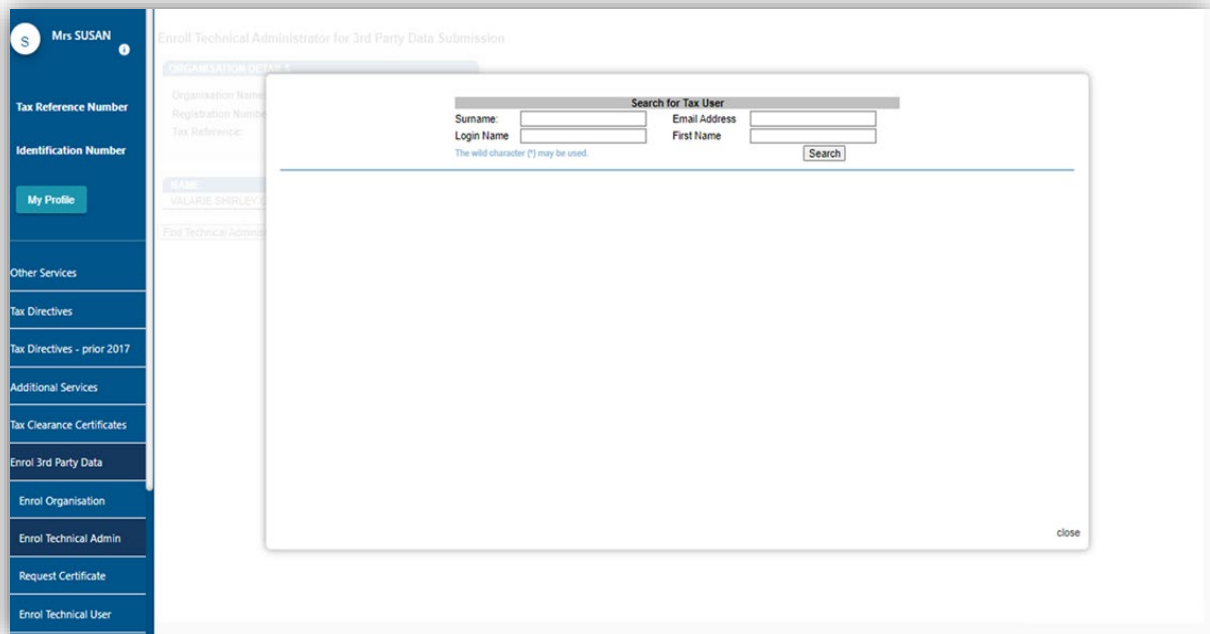 S
Mrs SUSAN
i
Tax Reference Number
Identification Number
My Profile
Other Services
Tax Directives
Tax Directives - prior 2017
Additional Services
Tax Clearance Certificates
Enrol 3rd Party Data
Enrol Organisation
Enrol Technical Admin
Request Certificate
Enrol Technical User
Enroll Technical Administrator for 3rd Party Data Submission
ORGANISATION DETAILS
Organisation Name
Registration Numbe
Tax Reference:
NAME
VALARIE SHIRLEY
Find Technical Adminis
Search for Tax User
Surname: Email Address
Login Name First Name
The wild character (*) may be used. Search
close